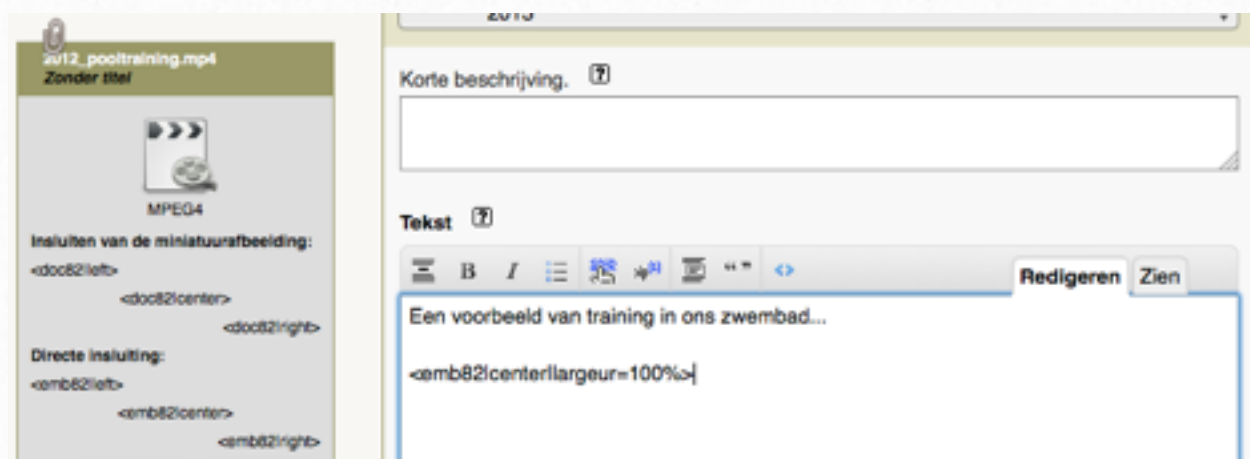 2012_pooltraining.mp4
Zonder titel
MPEG4
Insluiten van de miniatuurafbeelding:
<doc82|left>
<doc82|center>
<doc82|right>
Directe insluiting:
<emb82|left>
<emb82|center>
<emb82|right>
2015
Korte beschrijving. ?
Tekst ?
B I
Redigeren Zien
Een voorbeeld van training in ons zwembad...
<emb82|center|largeur=100%>